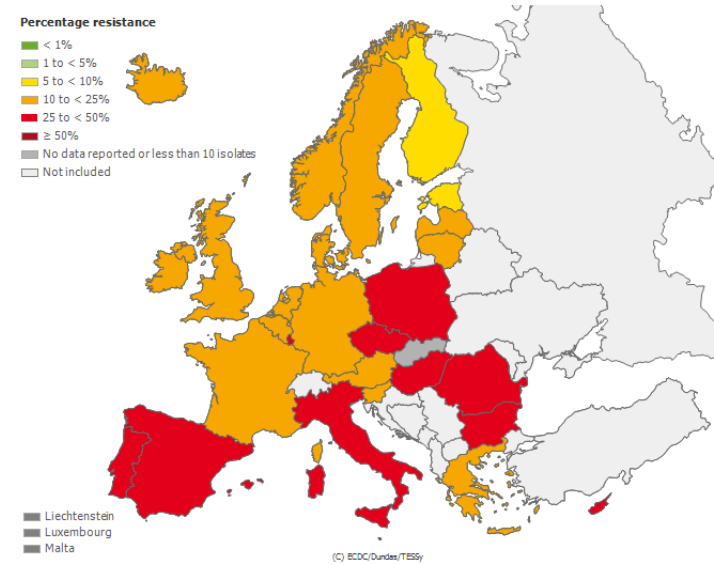 Percentage resistance
< 1%
1 to < 5%
5 to < 10%
10 to < 25%
25 to < 50%
≥ 50%
No data reported or less than 10 isolates
Not included
Liechtenstein
Luxembourg
Malta
(C) ECDC/Dundas/TESSy